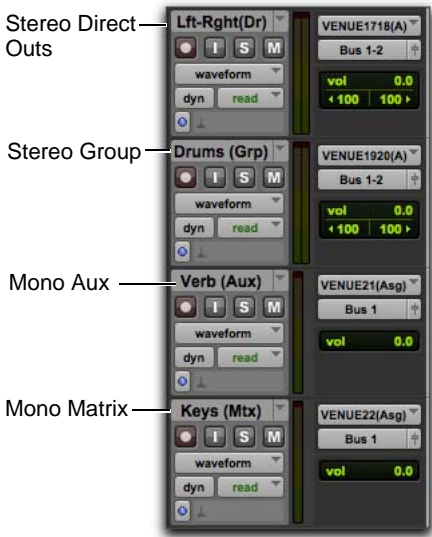 Stereo Direct Outs
Lft-Rght(Dr)
VENUE1718(A)
I S M
Bus 1-2
waveform
vol 0.0
dyn read
100 100
Stereo Group
Drums (Grp)
VENUE1920(A)
I S M
Bus 1-2
waveform
vol 0.0
dyn read
100 100
Mono Aux
Verb (Aux)
VENUE21(Asg)
I S M
Bus 1
waveform
vol 0.0
dyn read
Mono Matrix
Keys (Mtx)
VENUE22(Asg)
I S M
Bus 1
waveform
vol 0.0
dyn read